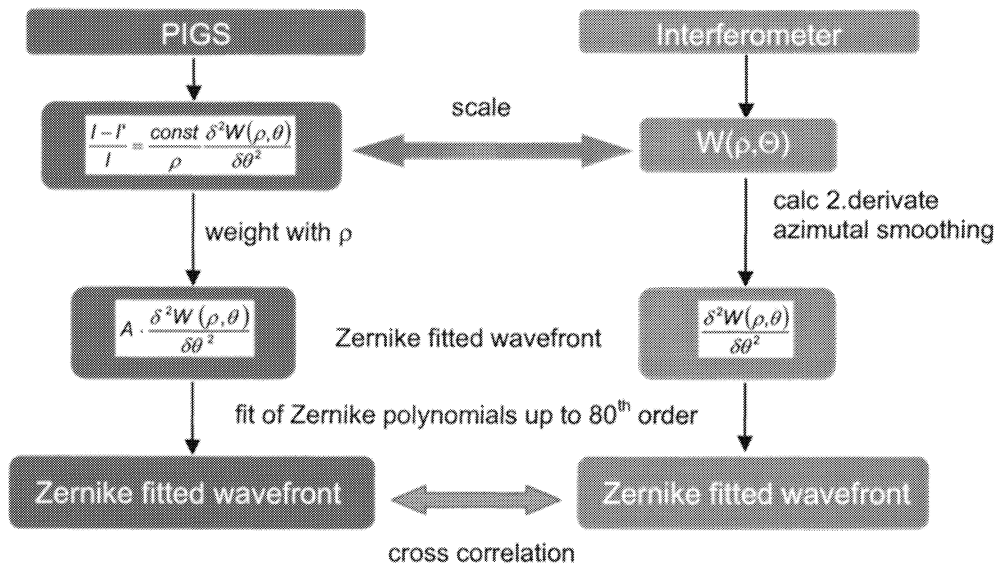 PIGS
Interferometer
(I − I')/I = (const/ρ) (δ²W(ρ,θ)/δθ²)
scale
W(ρ,Θ)
weight with ρ
calc 2.derivate
azimutal smoothing
A · δ²W(ρ,θ)/δθ²
Zernike fitted wavefront
δ²W(ρ,θ)/δθ²
fit of Zernike polynomials up to 80th order
Zernike fitted wavefront
Zernike fitted wavefront
cross correlation